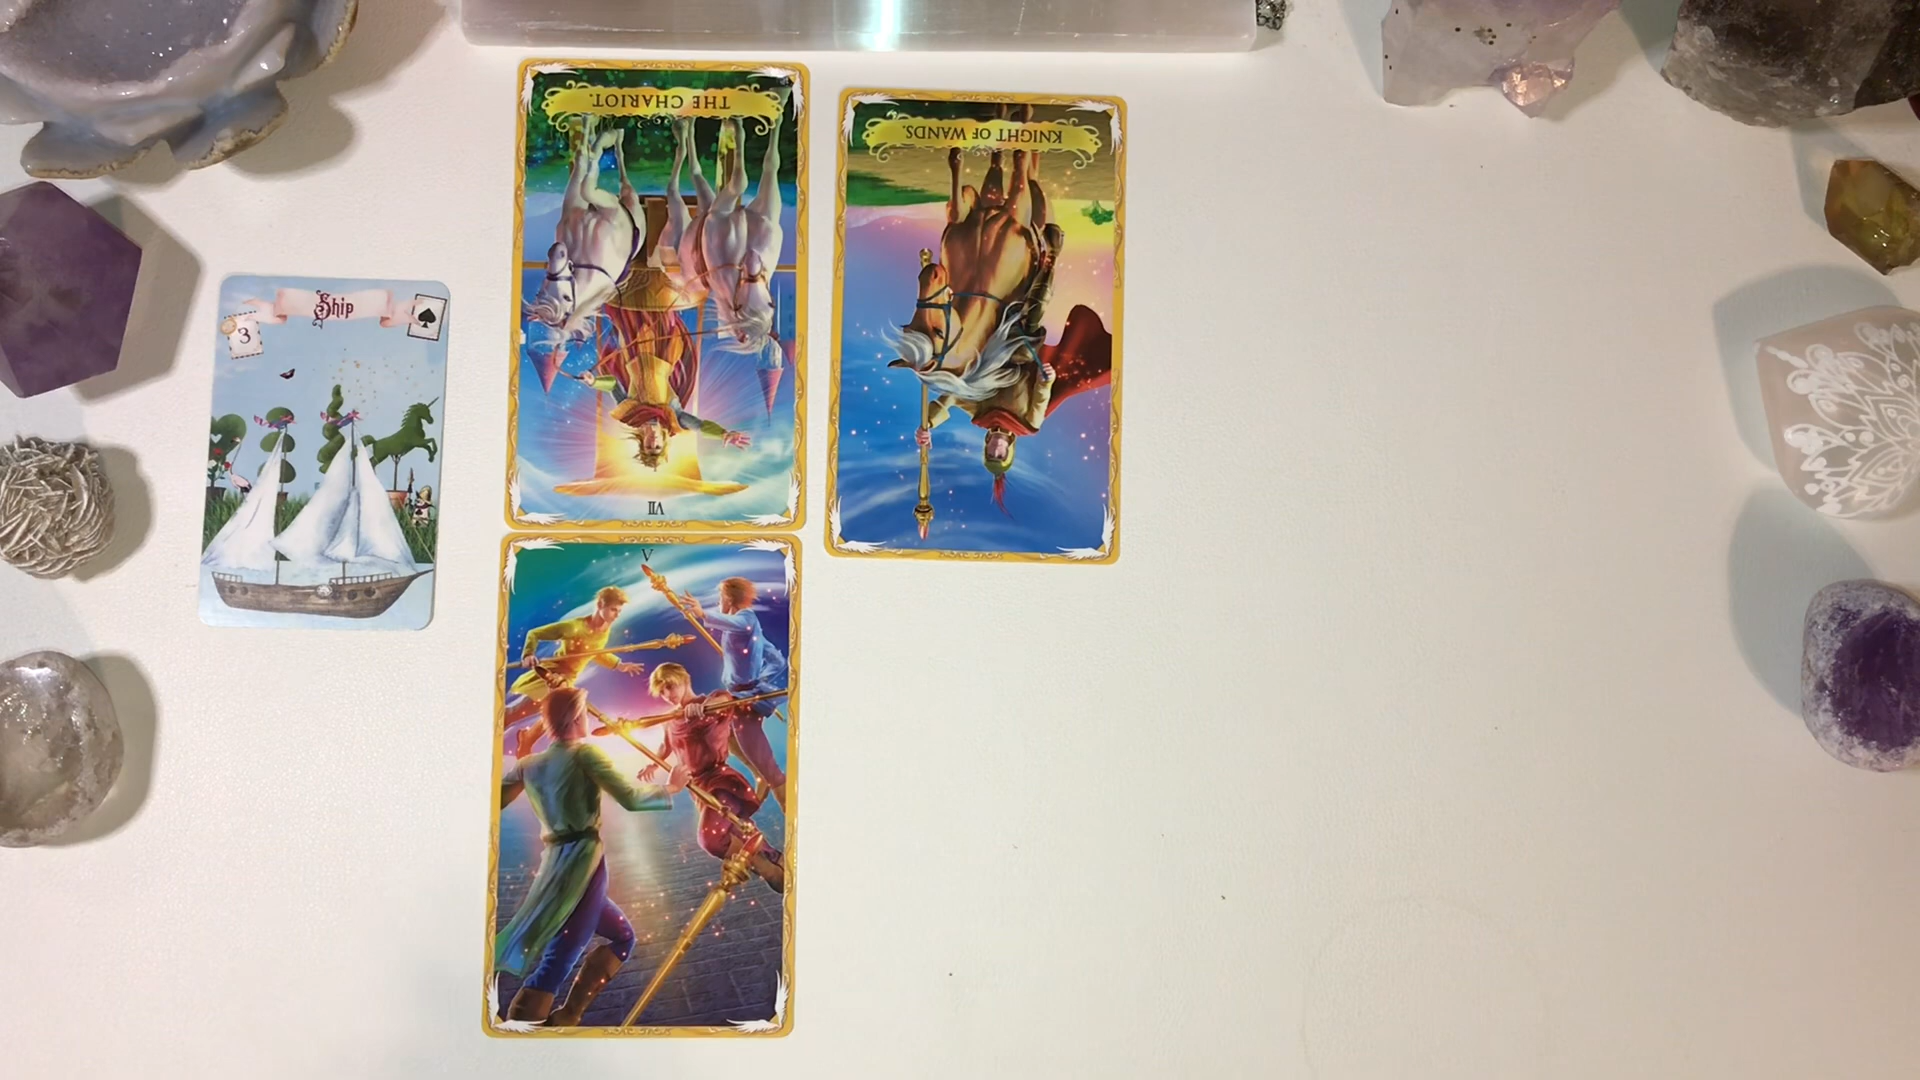 Ship
3
THE CHARIOT.
VII
KNIGHT OF WANDS.
V